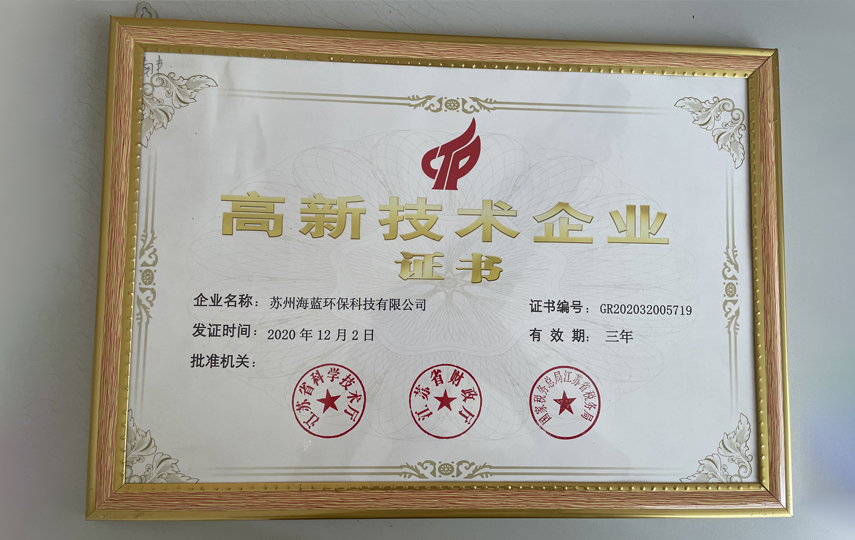 高新技术企业
证书
企业名称：苏州海蓝环保科技有限公司
证书编号：GR202032005719
发证时间：2020年12月2日
有效期：三年
批准机关：
江苏省科学技术厅
江苏省财政厅
国家税务总局江苏省税务局